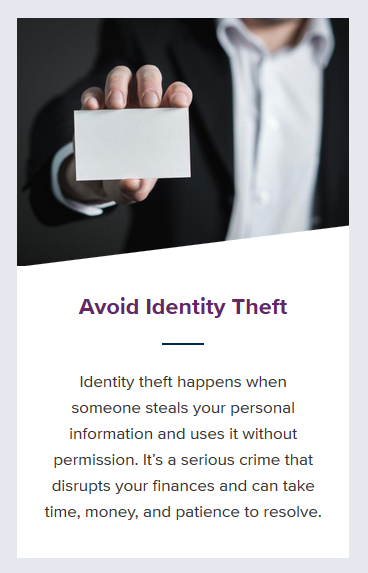 Avoid Identity Theft
Identity theft happens when
someone steals your personal
information and uses it without
permission. It’s a serious crime that
disrupts your finances and can take
time, money, and patience to resolve.